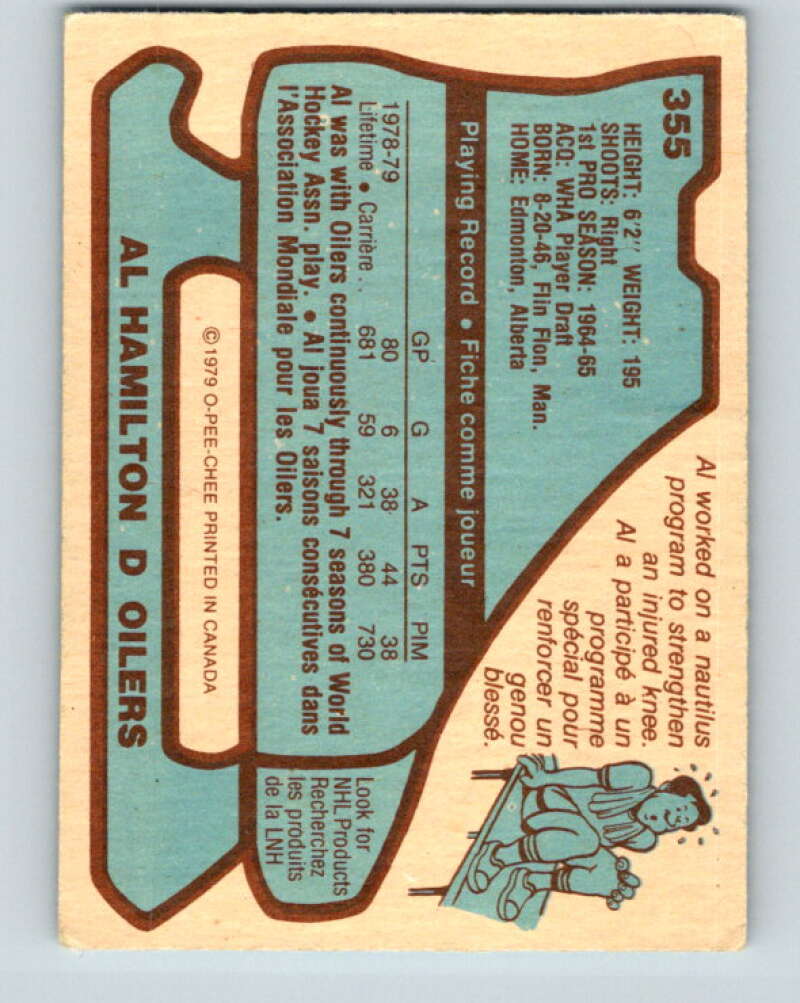 355
HEIGHT: 6'2" WEIGHT: 195
SHOOTS: Right
1st PRO SEASON: 1964-65
ACQ: WHA Player Draft
BORN: 8-20-46, Flin Flon, Man.
HOME: Edmonton, Alberta
Al worked on a nautilus
program to strengthen
an injured knee.
Al a participé à un
programme
spécial pour
renforcer un
genou
blessé.
Playing Record • Fiche comme joueur
GP G A PTS PIM
1978-79 80 6 38 44 38
Lifetime • Carrière . . 681 59 321 380 730
Al was with Oilers continuously through 7 seasons of World
Hockey Assn. play. • Al joua 7 saisons consécutives dans
l'Association Mondiale pour les Oilers.
Look for
NHL Products
Recherchez
les produits
de la LNH
©1979 O-PEE-CHEE PRINTED IN CANADA
AL HAMILTON D OILERS